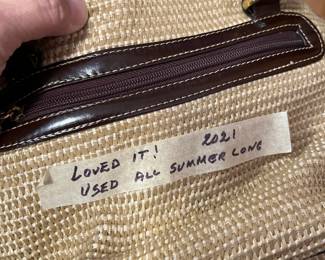 LOVED IT! 2021
USED ALL SUMMER LONG